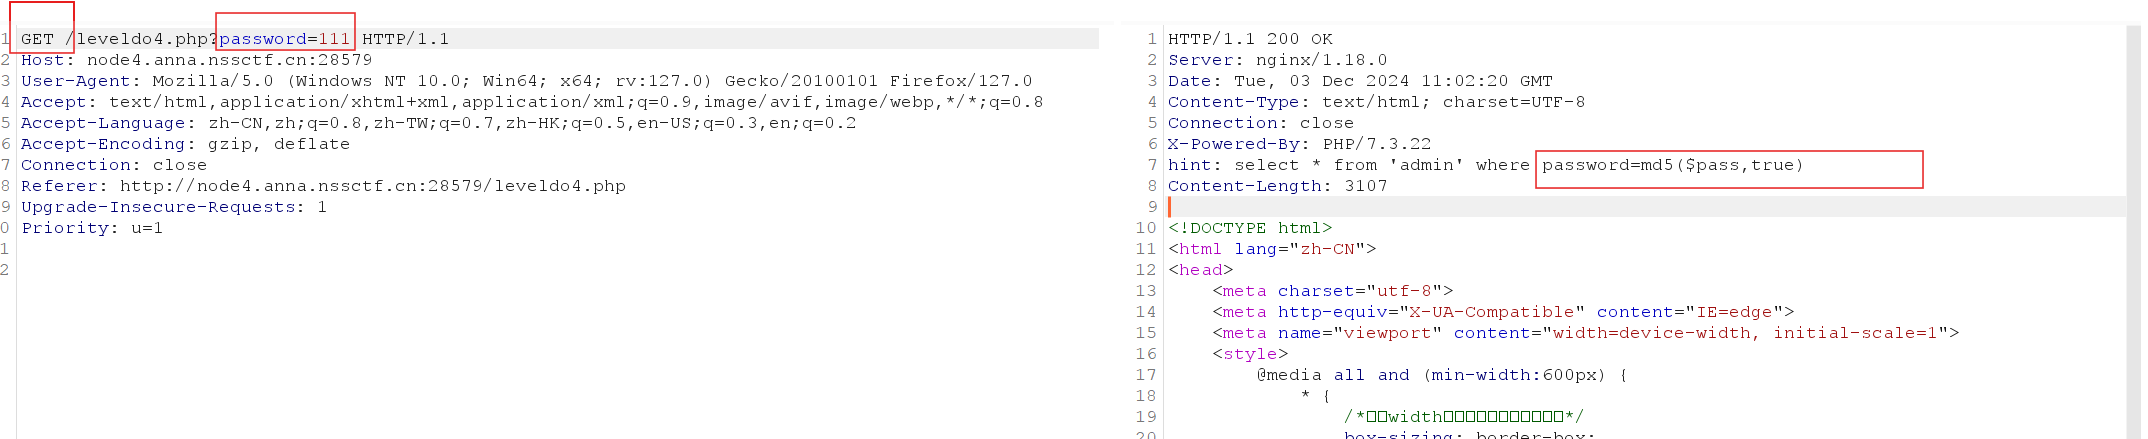 1 GET /leveldo4.php?password=111 HTTP/1.1
2 Host: node4.anna.nssctf.cn:28579
3 User-Agent: Mozilla/5.0 (Windows NT 10.0; Win64; x64; rv:127.0) Gecko/20100101 Firefox/127.0
4 Accept: text/html,application/xhtml+xml,application/xml;q=0.9,image/avif,image/webp,*/*;q=0.8
5 Accept-Language: zh-CN,zh;q=0.8,zh-TW;q=0.7,zh-HK;q=0.5,en-US;q=0.3,en;q=0.2
6 Accept-Encoding: gzip, deflate
7 Connection: close
8 Referer: http://node4.anna.nssctf.cn:28579/leveldo4.php
9 Upgrade-Insecure-Requests: 1
0 Priority: u=1
1
2
1 HTTP/1.1 200 OK
2 Server: nginx/1.18.0
3 Date: Tue, 03 Dec 2024 11:02:20 GMT
4 Content-Type: text/html; charset=UTF-8
5 Connection: close
6 X-Powered-By: PHP/7.3.22
7 hint: select * from 'admin' where password=md5($pass,true)
8 Content-Length: 3107
9
10 <!DOCTYPE html>
11 <html lang="zh-CN">
12 <head>
13 <meta charset="utf-8">
14 <meta http-equiv="X-UA-Compatible" content="IE=edge">
15 <meta name="viewport" content="width=device-width, initial-scale=1">
16 <style>
17 @media all and (min-width:600px) {
18 * {
19 /*□□width□□□□□□□□□□□*/
20 box-sizing: border-box;